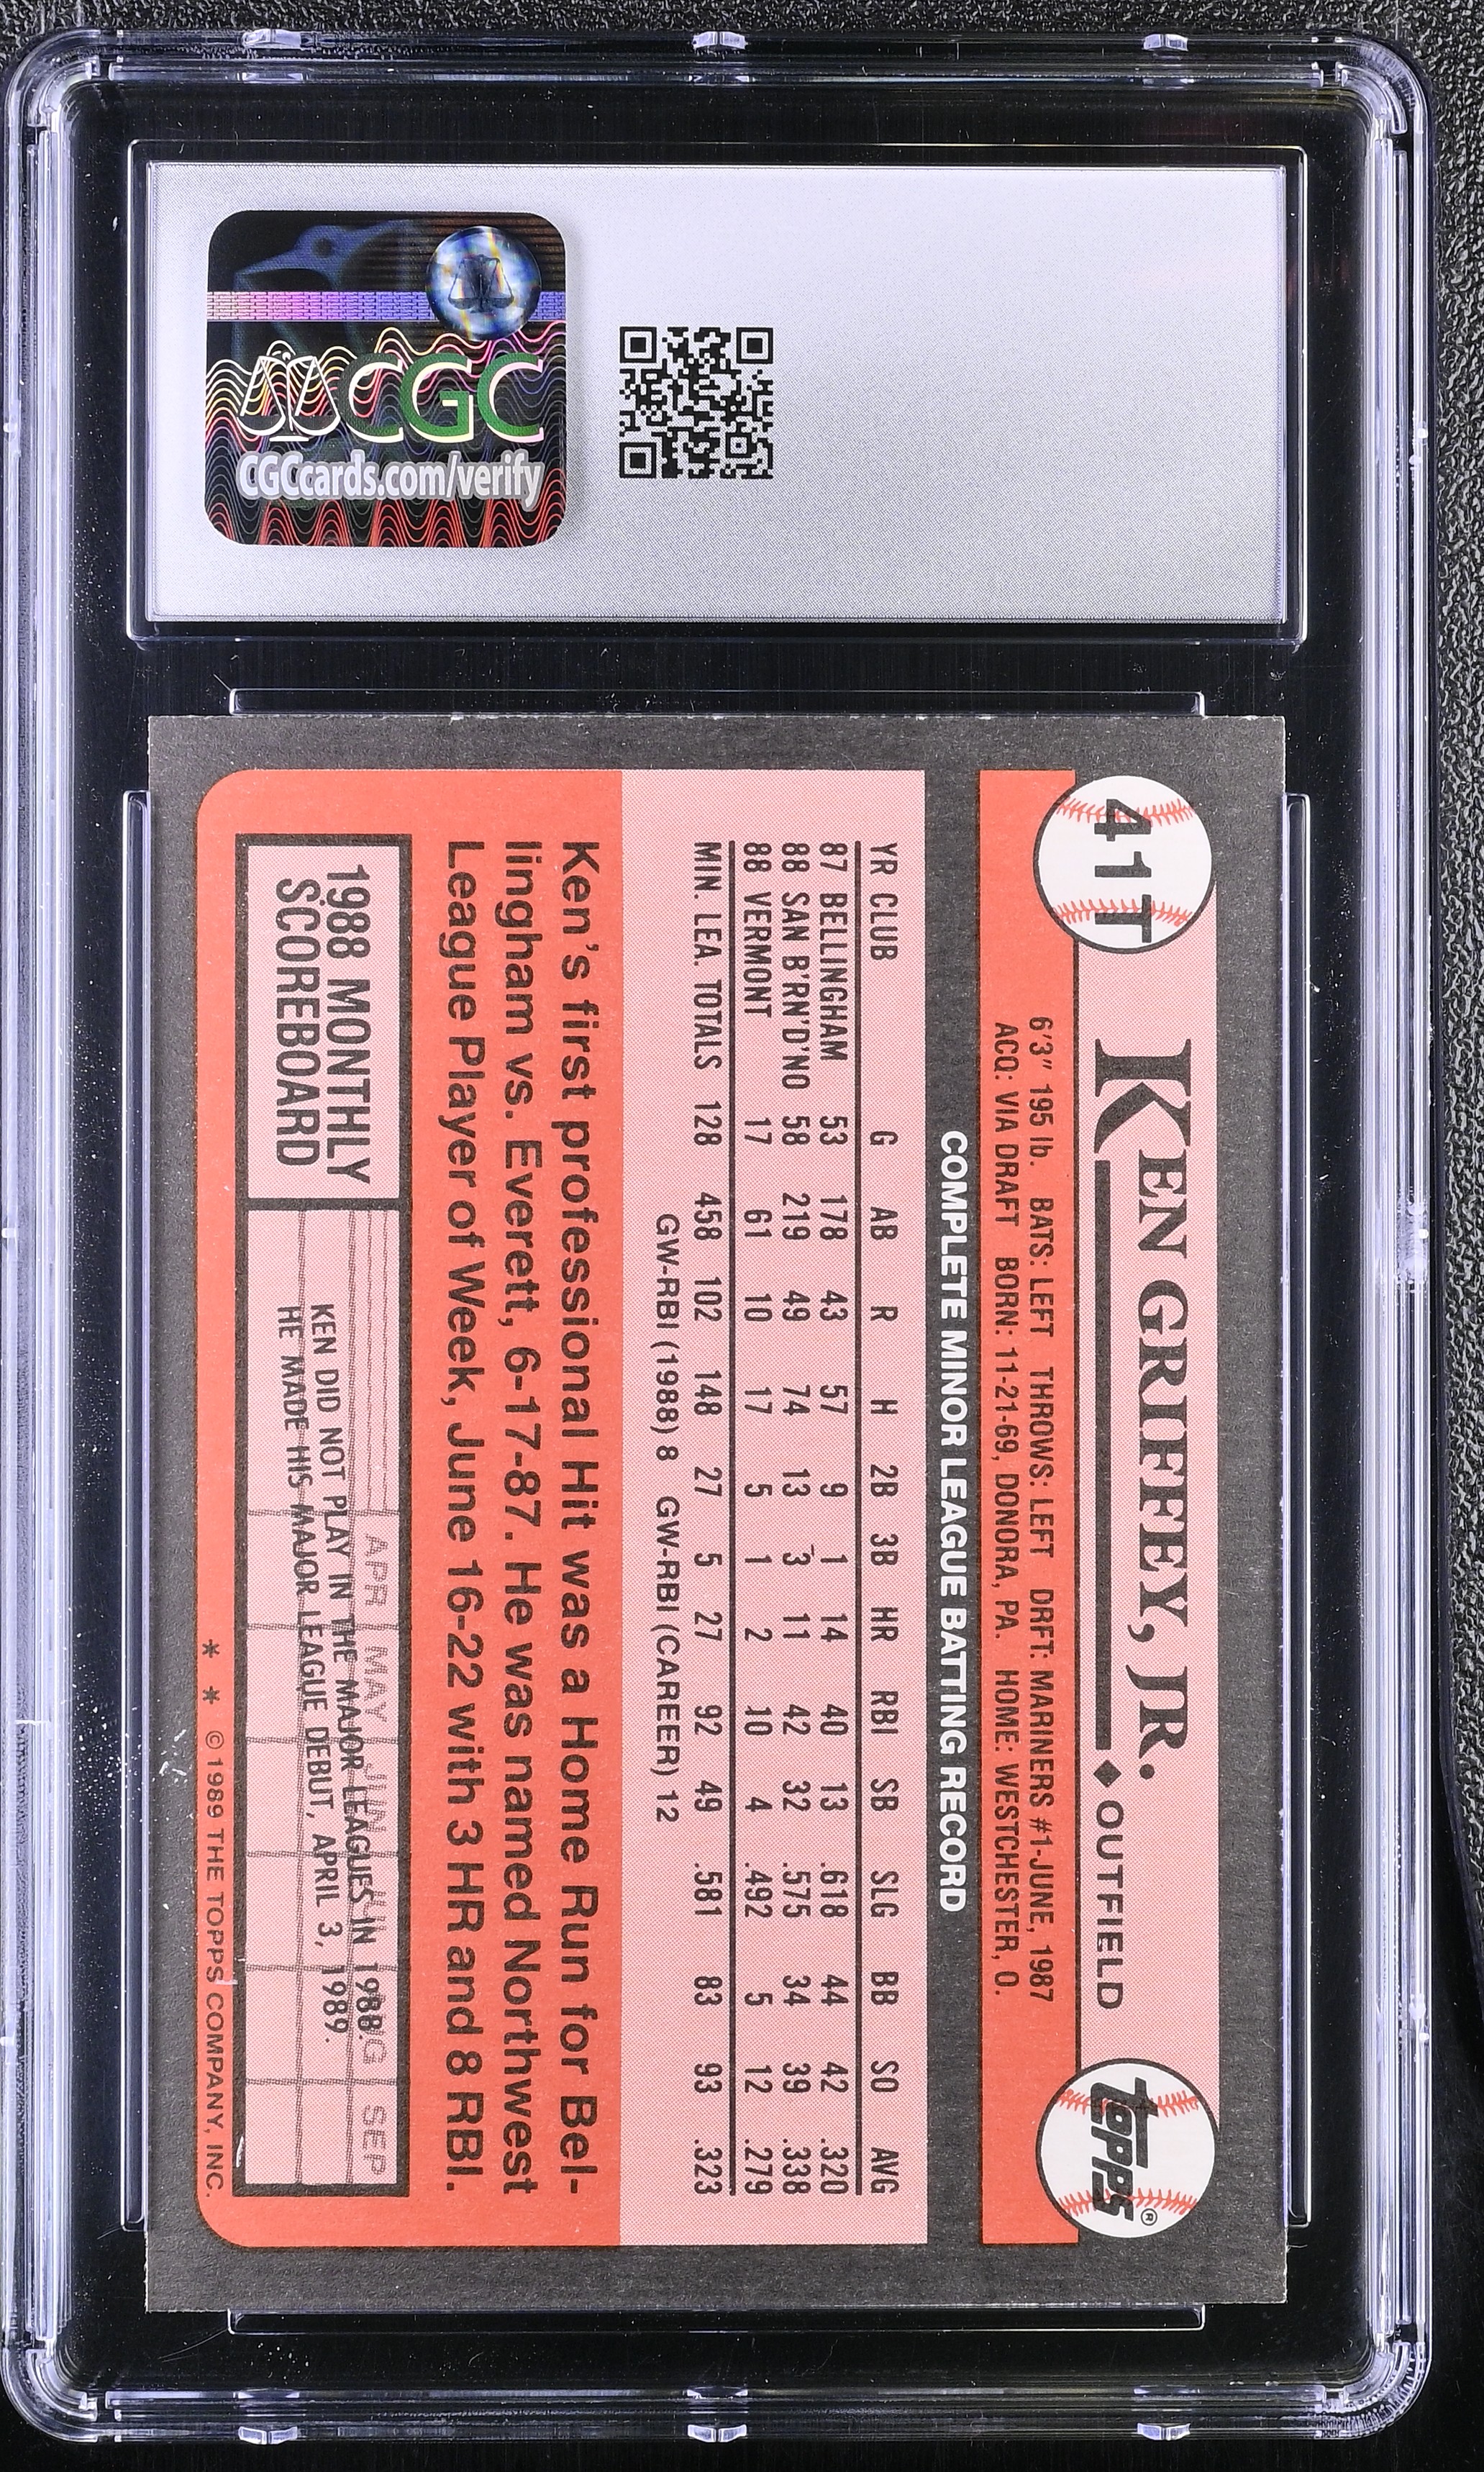 CGC
CGCcards.com/verify
41T
KEN GRIFFEY, JR. ♦ OUTFIELD
topps®
6'3" 195 lb. BATS: LEFT THROWS: LEFT DRFT: MARINERS #1-JUNE, 1987
ACQ: VIA DRAFT BORN: 11-21-69, DONORA, PA. HOME: WESTCHESTER, O.
COMPLETE MINOR LEAGUE BATTING RECORD
YR CLUB G AB R H 2B 3B HR RBI SB SLG BB SO AVG
87 BELLINGHAM 53 178 43 57 9 1 14 40 13 .618 44 42 .320
88 SAN B'RN'D'NO 58 219 49 74 13 3 11 42 32 .575 34 39 .338
88 VERMONT 17 61 10 17 5 1 2 10 4 .492 5 12 .279
MIN. LEA. TOTALS 128 458 102 148 27 5 27 92 49 .581 83 93 .323
GW-RBI (1988) 8 GW-RBI (CAREER) 12
Ken's first professional Hit was a Home Run for Bel-
lingham vs. Everett, 6-17-87. He was named Northwest
League Player of Week, June 16-22 with 3 HR and 8 RBI.
1988 MONTHLY
SCOREBOARD
APR MAY JUN JUL AUG SEP
KEN DID NOT PLAY IN THE MAJOR LEAGUES IN 1988.
HE MADE HIS MAJOR LEAGUE DEBUT, APRIL 3, 1989.
* * © 1989 THE TOPPS COMPANY, INC.